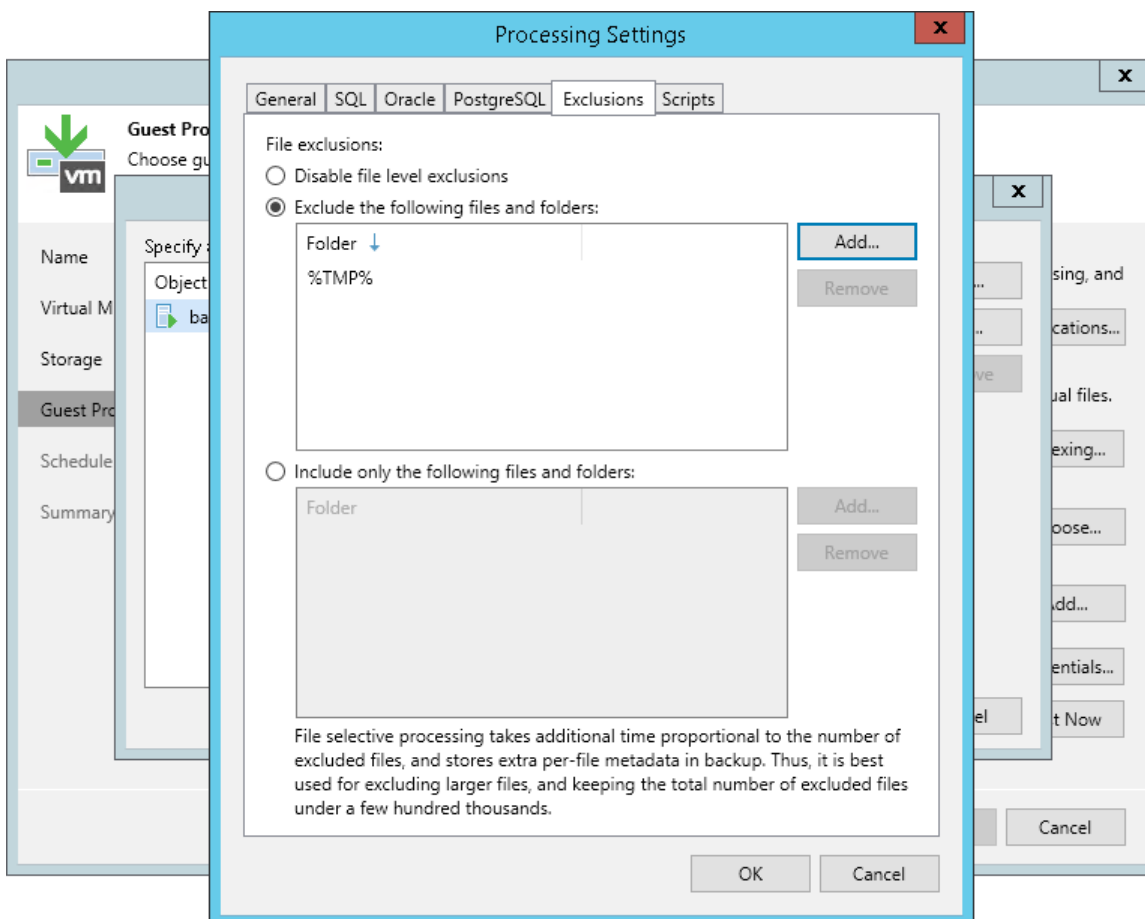 Processing Settings
x
x
General
SQL
Oracle
PostgreSQL
Exclusions
Scripts
Guest Pro
Choose gu
vm
File exclusions:
Disable file level exclusions
x
Exclude the following files and folders:
Name
Specify
Folder
Add...
sing, and
Object
%TMP%
Remove
...
Virtual M
ba
cations...
Storage
ve
ual files.
Guest Pro
exing...
Schedule
Include only the following files and folders:
Folder
Add...
Summary
oose...
Remove
Add...
entials...
el
t Now
File selective processing takes additional time proportional to the number of
excluded files, and stores extra per-file metadata in backup. Thus, it is best
used for excluding larger files, and keeping the total number of excluded files
under a few hundred thousands.
Cancel
OK
Cancel